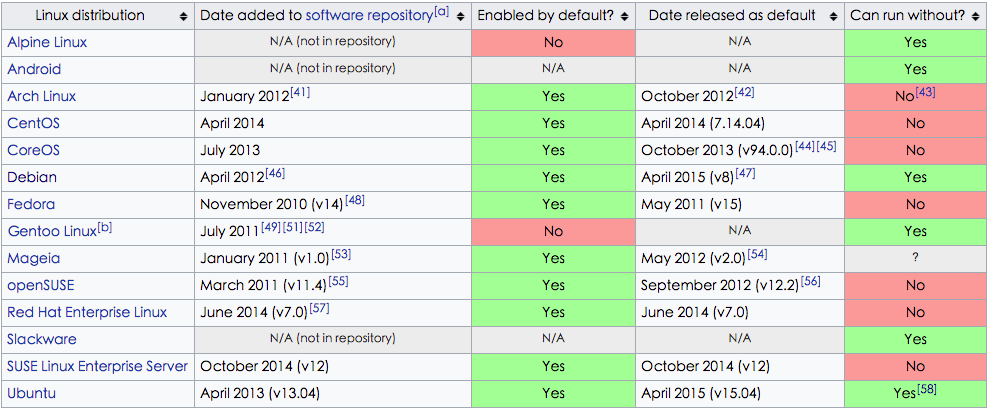 Linux distribution Date added to software repository[a] Enabled by default? Date released as default Can run without?
Alpine Linux N/A (not in repository) No N/A Yes
Android N/A (not in repository) N/A N/A Yes
Arch Linux January 2012[41] Yes October 2012[42] No[43]
CentOS April 2014 Yes April 2014 (7.14.04) No
CoreOS July 2013 Yes October 2013 (v94.0.0)[44][45] No
Debian April 2012[46] Yes April 2015 (v8)[47] Yes
Fedora November 2010 (v14)[48] Yes May 2011 (v15) No
Gentoo Linux[b] July 2011[49][51][52] No N/A Yes
Mageia January 2011 (v1.0)[53] Yes May 2012 (v2.0)[54] ?
openSUSE March 2011 (v11.4)[55] Yes September 2012 (v12.2)[56] No
Red Hat Enterprise Linux June 2014 (v7.0)[57] Yes June 2014 (v7.0) No
Slackware N/A (not in repository) N/A N/A Yes
SUSE Linux Enterprise Server October 2014 (v12) Yes October 2014 (v12) No
Ubuntu April 2013 (v13.04) Yes April 2015 (v15.04) Yes[58]